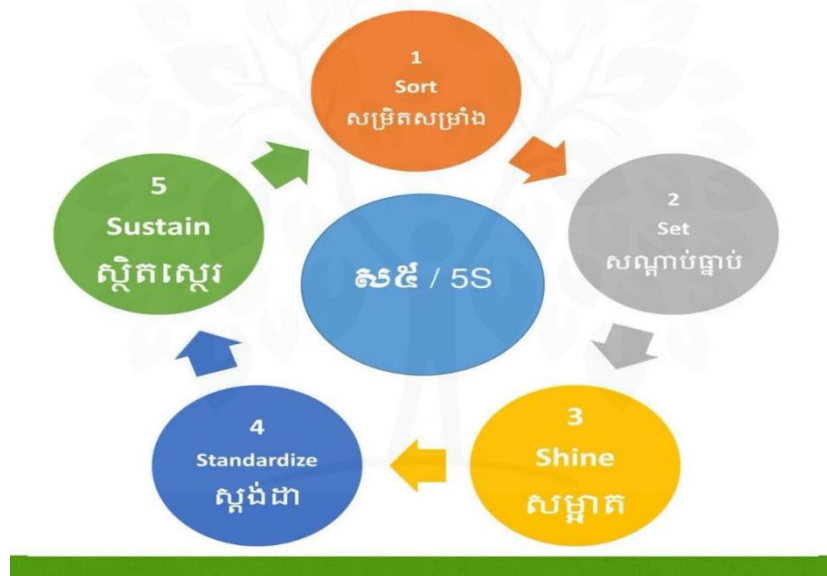 1
Sort
សម្រិតសម្រាំង
2
Set
សណ្ដាប់ធ្នាប់
3
Shine
សម្អាត
4
Standardize
ស្តង់ដា
5
Sustain
ស្ថិតស្ថេរ
ស៥ / 5S